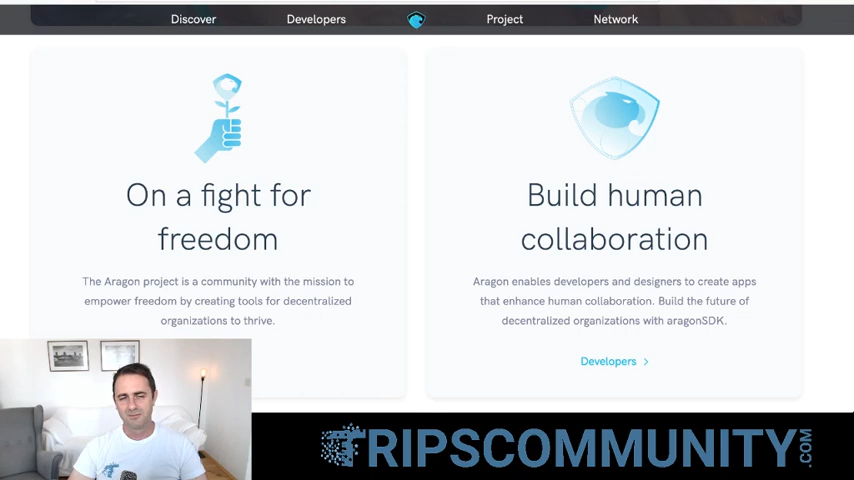 Discover
Developers
Project
Network
On a fight for
freedom
The Aragon project is a community with the mission to
empower freedom by creating tools for decentralized
organizations to thrive.
Build human
collaboration
Aragon enables developers and designers to create apps
that enhance human collaboration. Build the future of
decentralized organizations with aragonSDK.
Developers >
TRIPSCOMMUNITY.COM